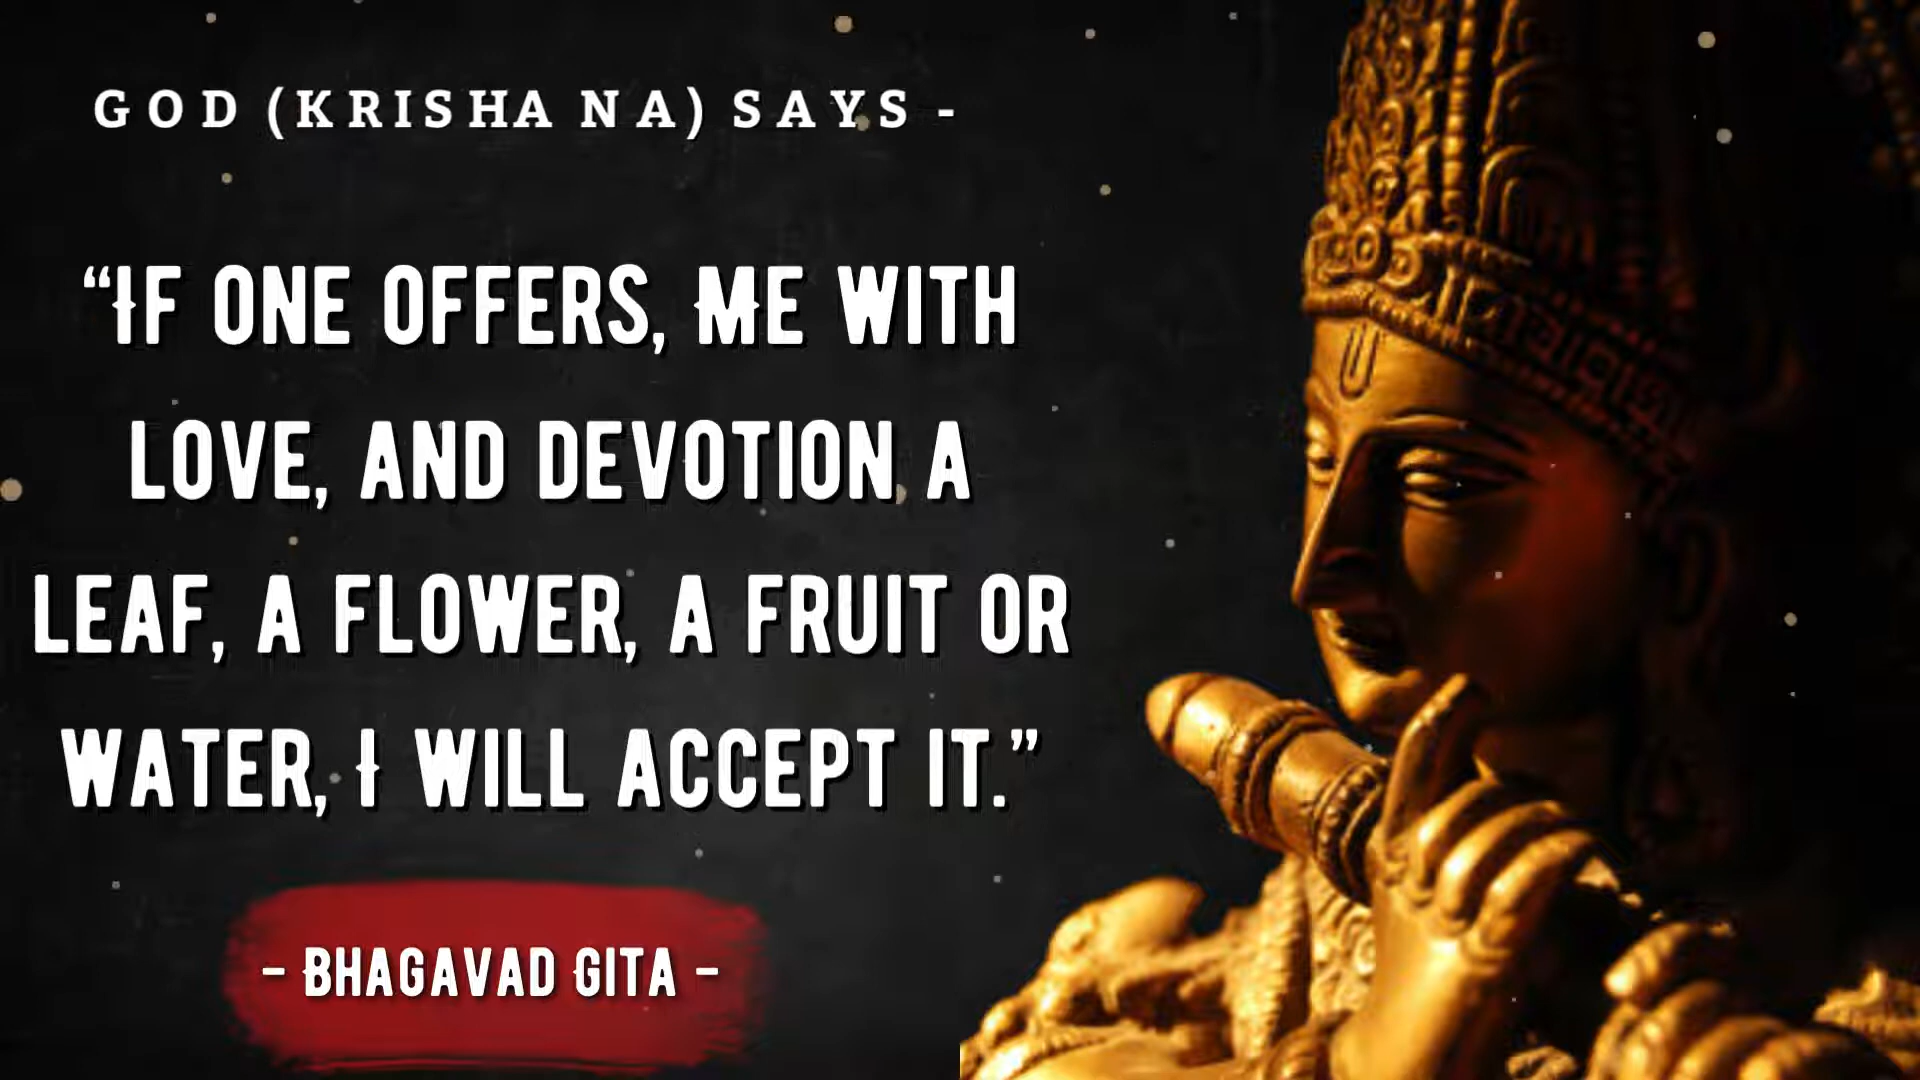 GOD (KRISHA NA) SAYS -
“IF ONE OFFERS, ME WITH
LOVE, AND DEVOTION A
LEAF, A FLOWER, A FRUIT OR
WATER, I WILL ACCEPT IT.”
- BHAGAVAD GITA -